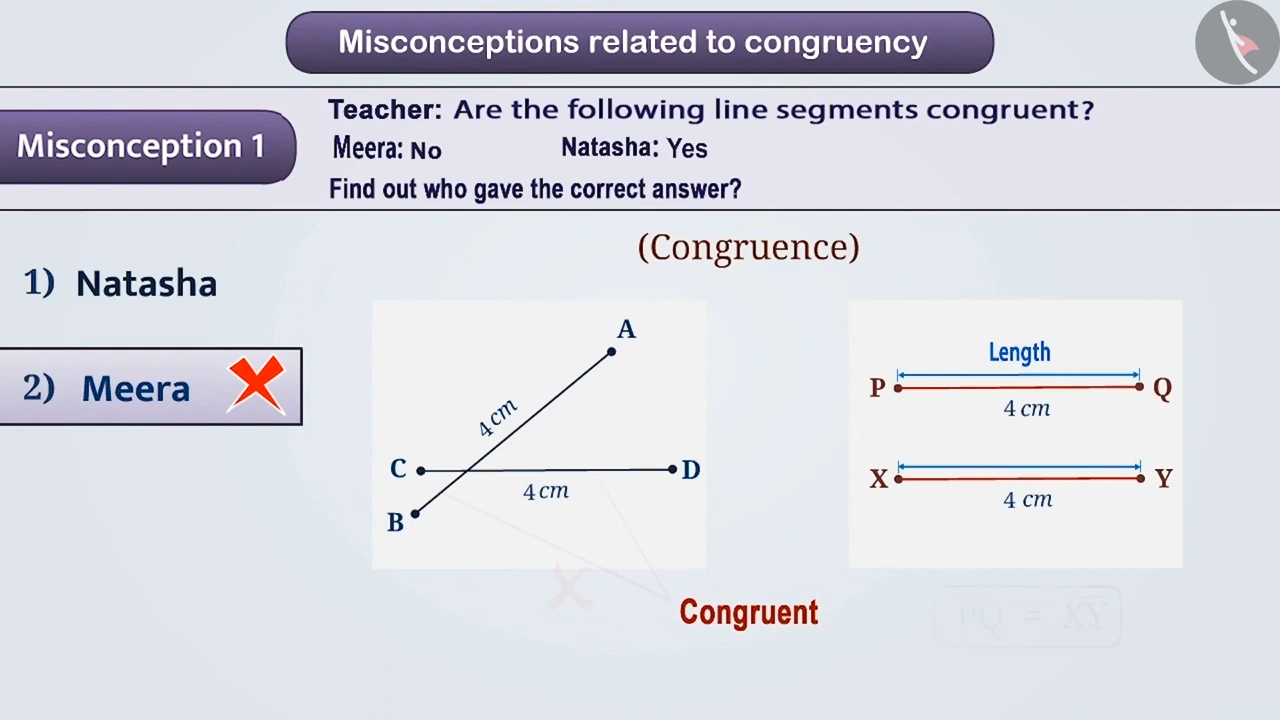 Misconceptions related to congruency
Misconception 1
Teacher: Are the following line segments congruent?
Meera: No Natasha: Yes
Find out who gave the correct answer?
(Congruence)
1) Natasha
2) Meera
A
4 cm
C
D
4 cm
B
Length
P
Q
4 cm
X
Y
4 cm
Congruent
PQ = XY